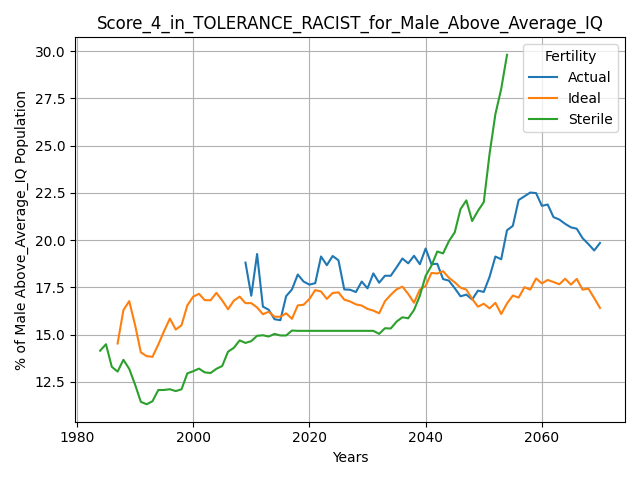 Score_4_in_TOLERANCE_RACIST_for_Male_Above_Average_IQ
% of Male Above_Average_IQ Population
30.0
27.5
25.0
22.5
20.0
17.5
15.0
12.5
Fertility
Actual
Ideal
Sterile
1980 2000 2020 2040 2060
Years